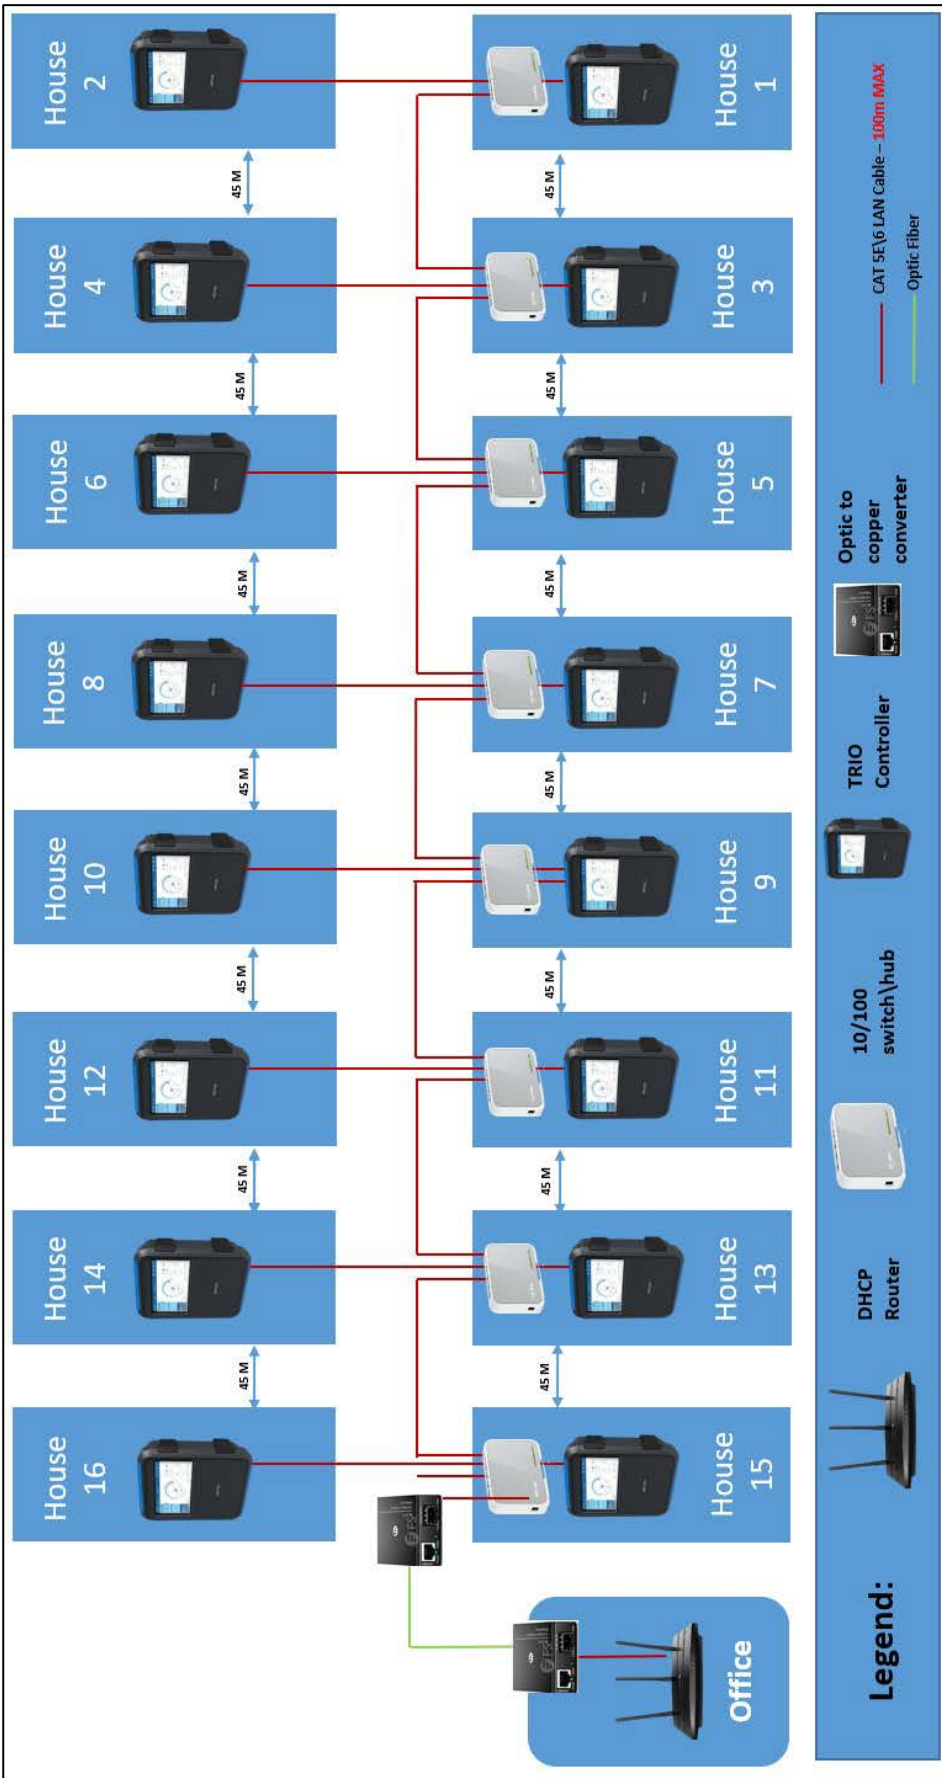 House
16
House
14
House
12
House
10
House
8
House
6
House
4
House
2
45 M
45 M
45 M
45 M
45 M
45 M
45 M
FS
House
15
House
13
House
11
House
9
House
7
House
5
House
3
House
1
45 M
45 M
45 M
45 M
45 M
45 M
45 M
FS
Office
Legend:
DHCP
Router
10/100
switch\hub
TRIO
Controller
FS
Optic to
copper
converter
CAT 5E\6 LAN Cable – 100m MAX
Optic Fiber